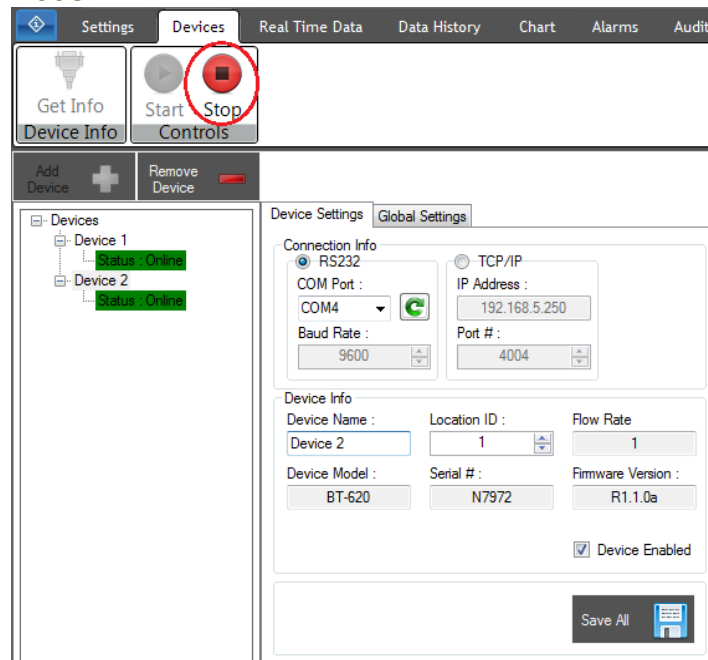 Settings Devices Real Time Data Data History Chart Alarms Audit
Get Info Start Stop
Device Info Controls
Add Device Remove Device
Devices
Device 1
Status : Online
Device 2
Status : Online
Device Settings Global Settings
Connection Info
RS232 TCP/IP
COM Port : IP Address :
COM4 192.168.5.250
Baud Rate : Port # :
9600 4004
Device Info
Device Name : Location ID : Flow Rate
Device 2 1 1
Device Model : Serial # : Firmware Version :
BT-620 N7972 R1.1.0a
Device Enabled
Save All